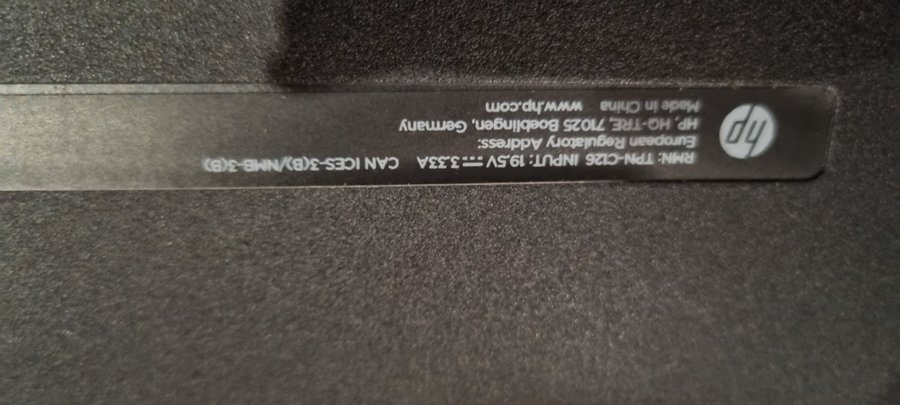 hp
RMN: TPN-C126 INPUT: 19.5V⎓3.33A CAN ICES-3(B)/NMB-3(B)
European Regulatory Address:
HP, HQ-TRE, 71025 Boeblingen, Germany
Made in China www.hp.com